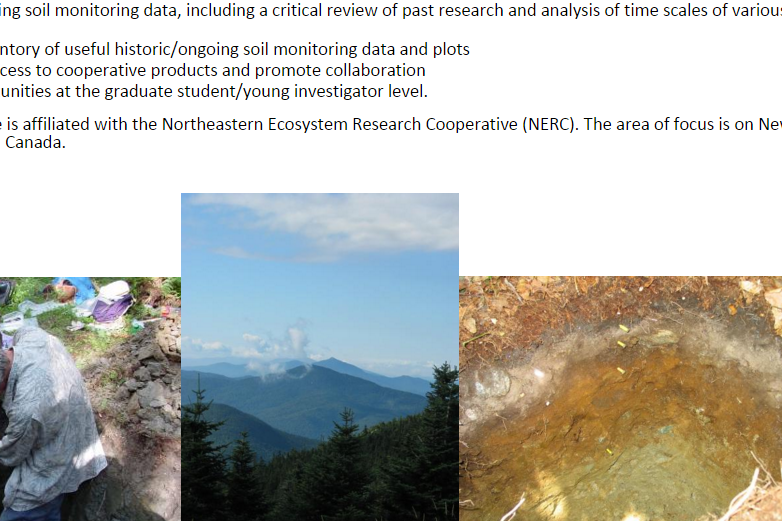 ing soil monitoring data, including a critical review of past research and analysis of time scales of various
ntory of useful historic/ongoing soil monitoring data and plots
cess to cooperative products and promote collaboration
unities at the graduate student/young investigator level.
e is affiliated with the Northeastern Ecosystem Research Cooperative (NERC). The area of focus is on New
Canada.